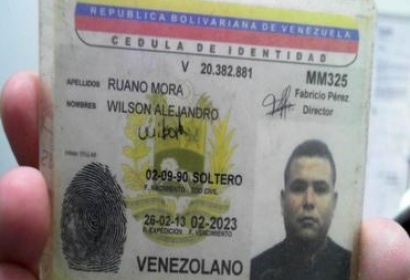 REPUBLICA BOLIVARIANA DE VENEZUELA
CEDULA DE IDENTIDAD
V 20.382.881 MM325
Fabricio Pérez
Director
APELLIDOS RUANO MORA
NOMBRES WILSON ALEJANDRO
02-09-90 SOLTERO
F. NACIMIENTO EDO CIVIL
26-02-13 02-2023
F. EXPEDICION F. VENCIMIENTO
VENEZOLANO